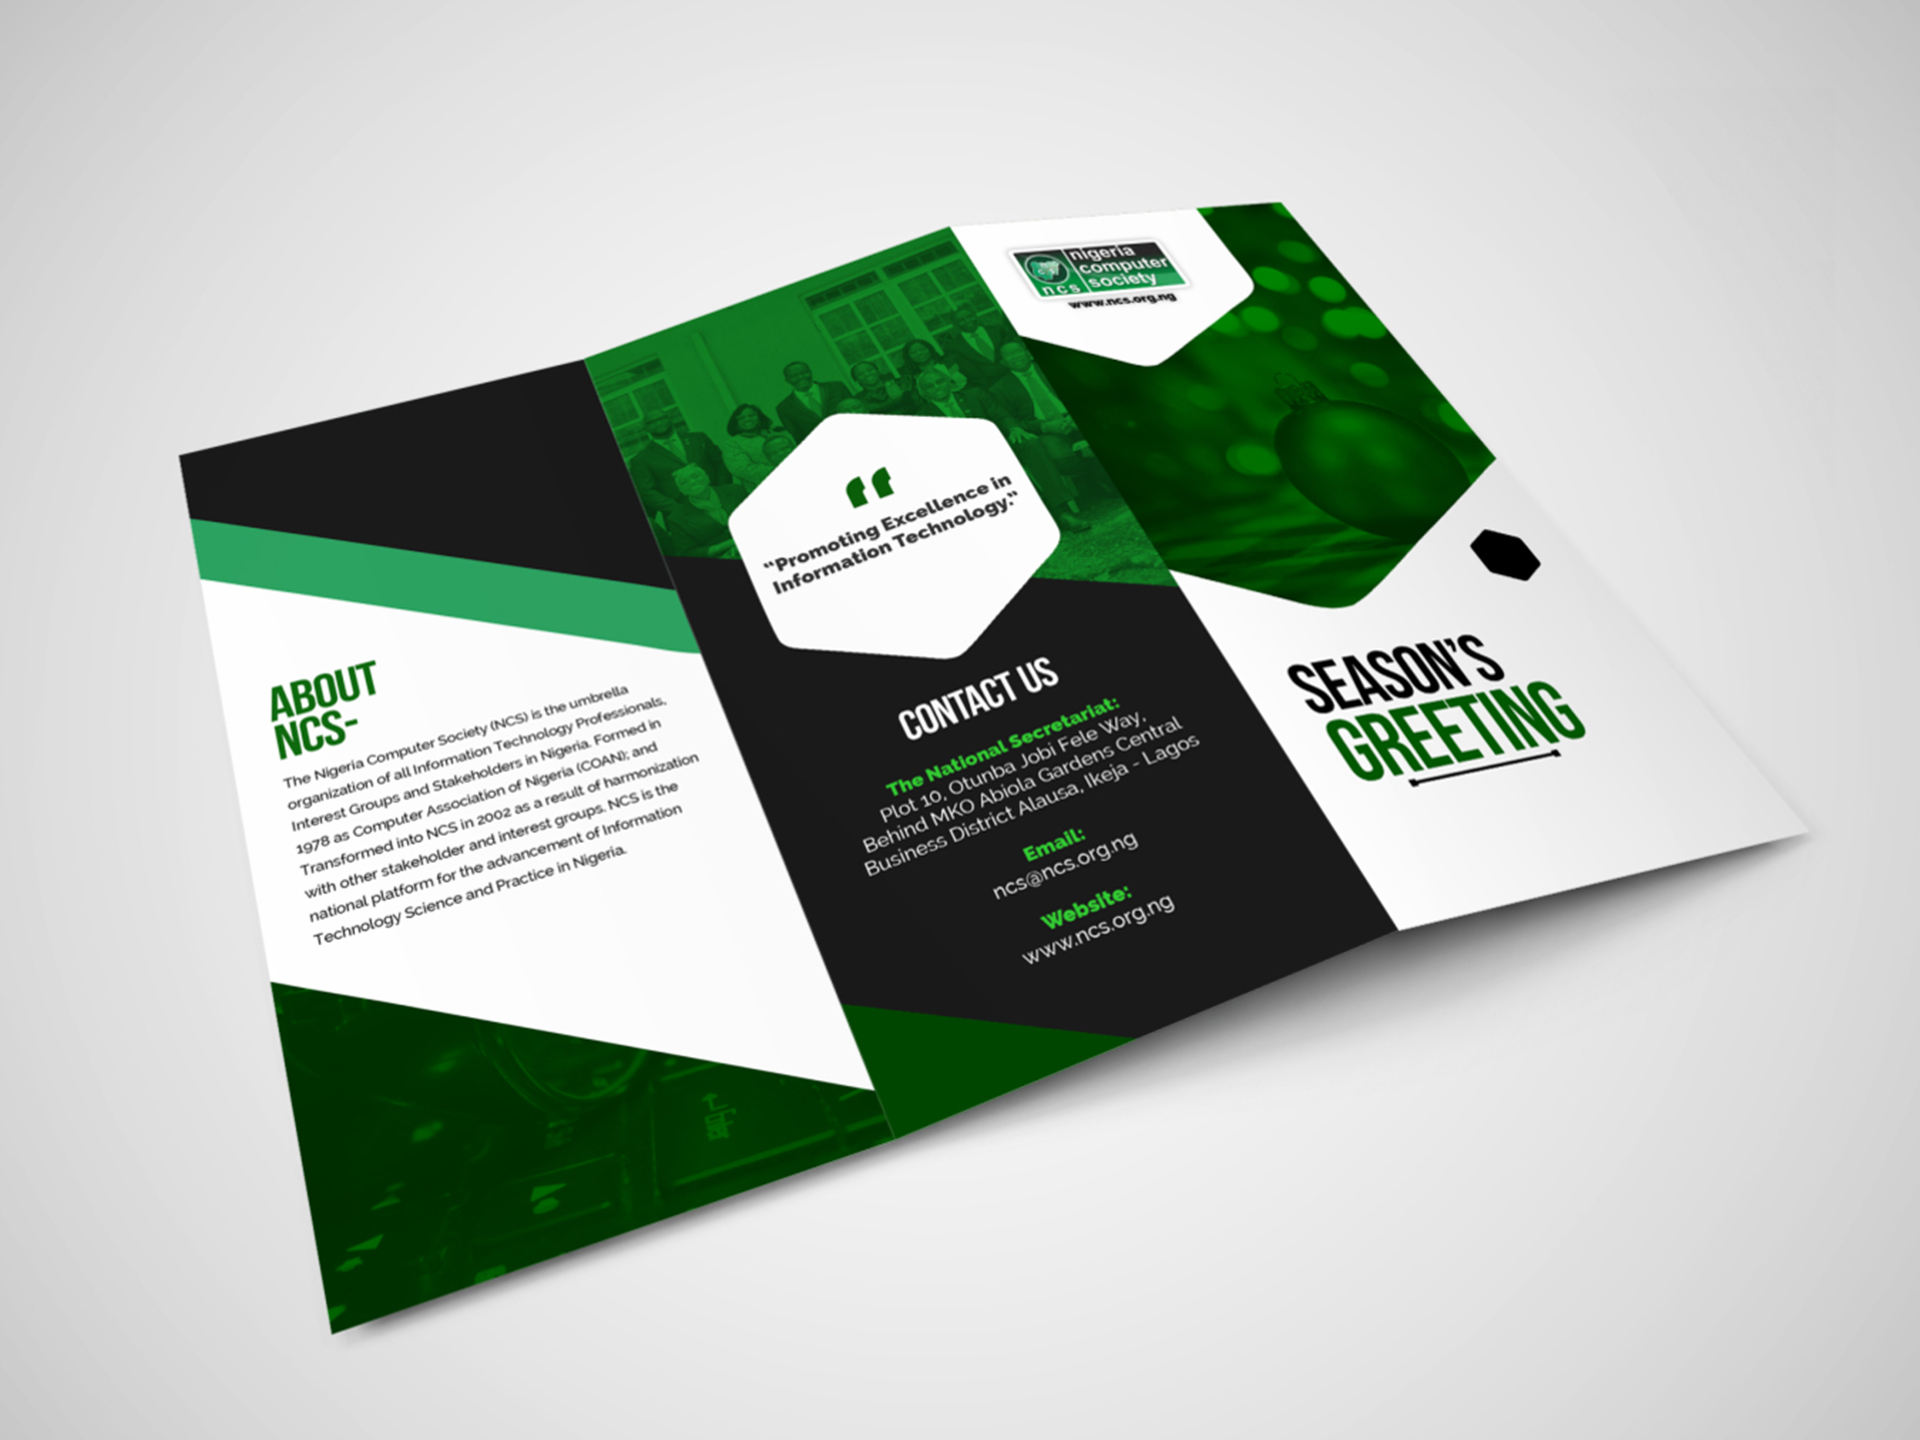 ABOUT
NCS-
The Nigeria Computer Society (NCS) is the umbrella
organization of all Information Technology Professionals,
Interest Groups and Stakeholders in Nigeria. Formed in
1978 as Computer Association of Nigeria (COAN); and
Transformed into NCS in 2002 as a result of harmonization
with other stakeholder and interest groups. NCS is the
national platform for the advancement of Information
Technology Science and Practice in Nigeria.
“
“Promoting Excellence in
Information Technology.“
CONTACT US
The National Secretariat:
Plot 10, Otunba Jobi Fele Way,
Behind MKO Abiola Gardens Central
Business District Alausa, Ikeja - Lagos
Email:
ncs@ncs.org.ng
Website:
www.ncs.org.ng
nigeria
computer
society
ncs
www.ncs.org.ng
SEASON'S
GREETING